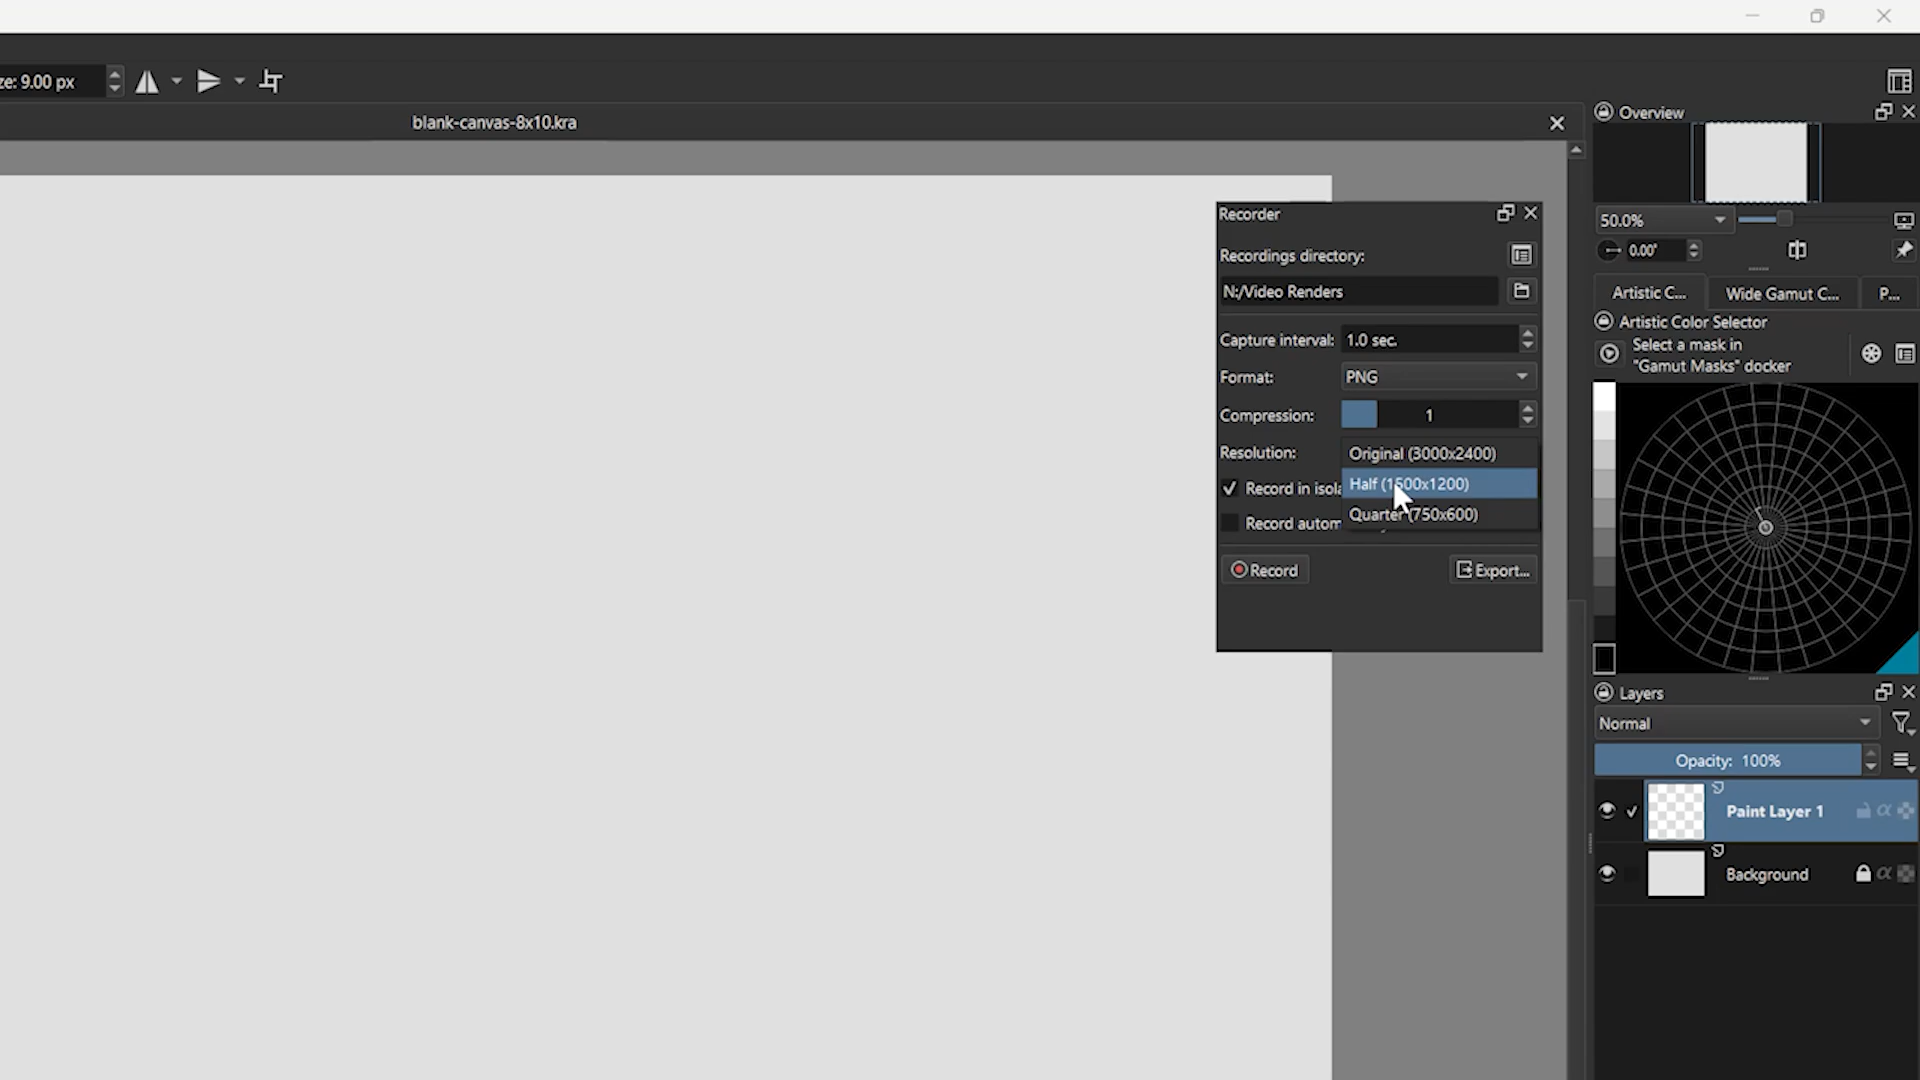 ze: 9.00 px
blank-canvas-8x10.kra
Overview
50.0%
0.00°
Artistic C...
Wide Gamut C...
P...
Artistic Color Selector
Select a mask in
"Gamut Masks" docker
Recorder
Recordings directory:
N:/Video Renders
Capture interval: 1.0 sec.
Format: PNG
Compression: 1
Resolution:
Original (3000x2400)
Half (1500x1200)
Quarter (750x600)
Record in isola
Record autom
Record
Export...
Layers
Normal
Opacity: 100%
Paint Layer 1
Background